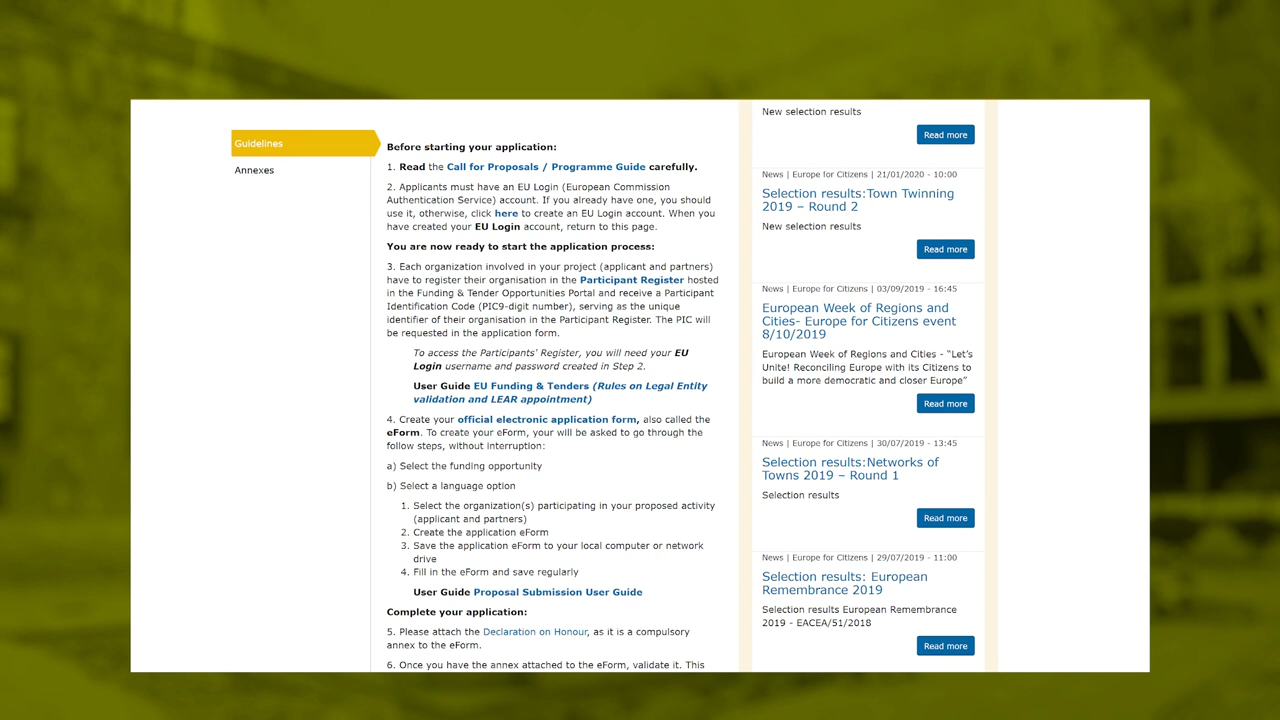 Guidelines
Annexes
Before starting your application:
1. Read the Call for Proposals / Programme Guide carefully.
2. Applicants must have an EU Login (European Commission
Authentication Service) account. If you already have one, you should
use it, otherwise, click here to create an EU Login account. When you
have created your EU Login account, return to this page.
You are now ready to start the application process:
3. Each organization involved in your project (applicant and partners)
have to register their organisation in the Participant Register hosted
in the Funding & Tender Opportunities Portal and receive a Participant
Identification Code (PIC9-digit number), serving as the unique
identifier of their organisation in the Participant Register. The PIC will
be requested in the application form.
To access the Participants' Register, you will need your EU
Login username and password created in Step 2.
User Guide EU Funding & Tenders (Rules on Legal Entity
validation and LEAR appointment)
4. Create your official electronic application form, also called the
eForm. To create your eForm, your will be asked to go through the
follow steps, without interruption:
a) Select the funding opportunity
b) Select a language option
1. Select the organization(s) participating in your proposed activity
(applicant and partners)
2. Create the application eForm
3. Save the application eForm to your local computer or network
drive
4. Fill in the eForm and save regularly
User Guide Proposal Submission User Guide
Complete your application:
5. Please attach the Declaration on Honour, as it is a compulsory
annex to the eForm.
6. Once you have the annex attached to the eForm, validate it. This
New selection results
Read more
News | Europe for Citizens | 21/01/2020 - 10:00
Selection results:Town Twinning
2019 – Round 2
New selection results
Read more
News | Europe for Citizens | 03/09/2019 - 16:45
European Week of Regions and
Cities- Europe for Citizens event
8/10/2019
European Week of Regions and Cities - “Let’s
Unite! Reconciling Europe with its Citizens to
build a more democratic and closer Europe”
Read more
News | Europe for Citizens | 30/07/2019 - 13:45
Selection results:Networks of
Towns 2019 – Round 1
Selection results
Read more
News | Europe for Citizens | 29/07/2019 - 11:00
Selection results: European
Remembrance 2019
Selection results European Remembrance
2019 - EACEA/51/2018
Read more